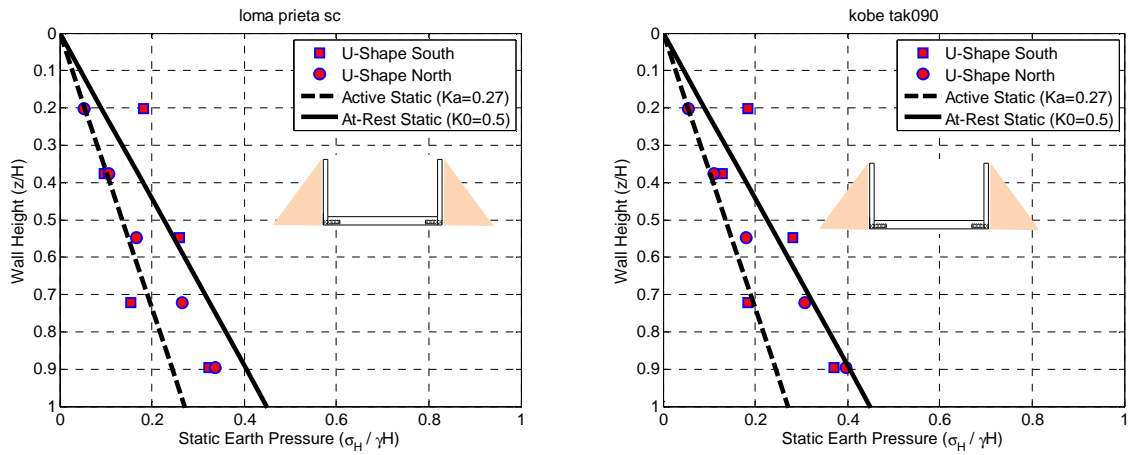 loma prieta sc
0
0.1
0.2
0.3
0.4
0.5
0.6
0.7
0.8
0.9
1
Wall Height (z/H)
U-Shape South
U-Shape North
Active Static (Ka=0.27)
At-Rest Static (K0=0.5)
0 0.2 0.4 0.6 0.8 1
Static Earth Pressure (σH / γH)
kobe tak090
0
0.1
0.2
0.3
0.4
0.5
0.6
0.7
0.8
0.9
1
Wall Height (z/H)
U-Shape South
U-Shape North
Active Static (Ka=0.27)
At-Rest Static (K0=0.5)
0 0.2 0.4 0.6 0.8 1
Static Earth Pressure (σH / γH)